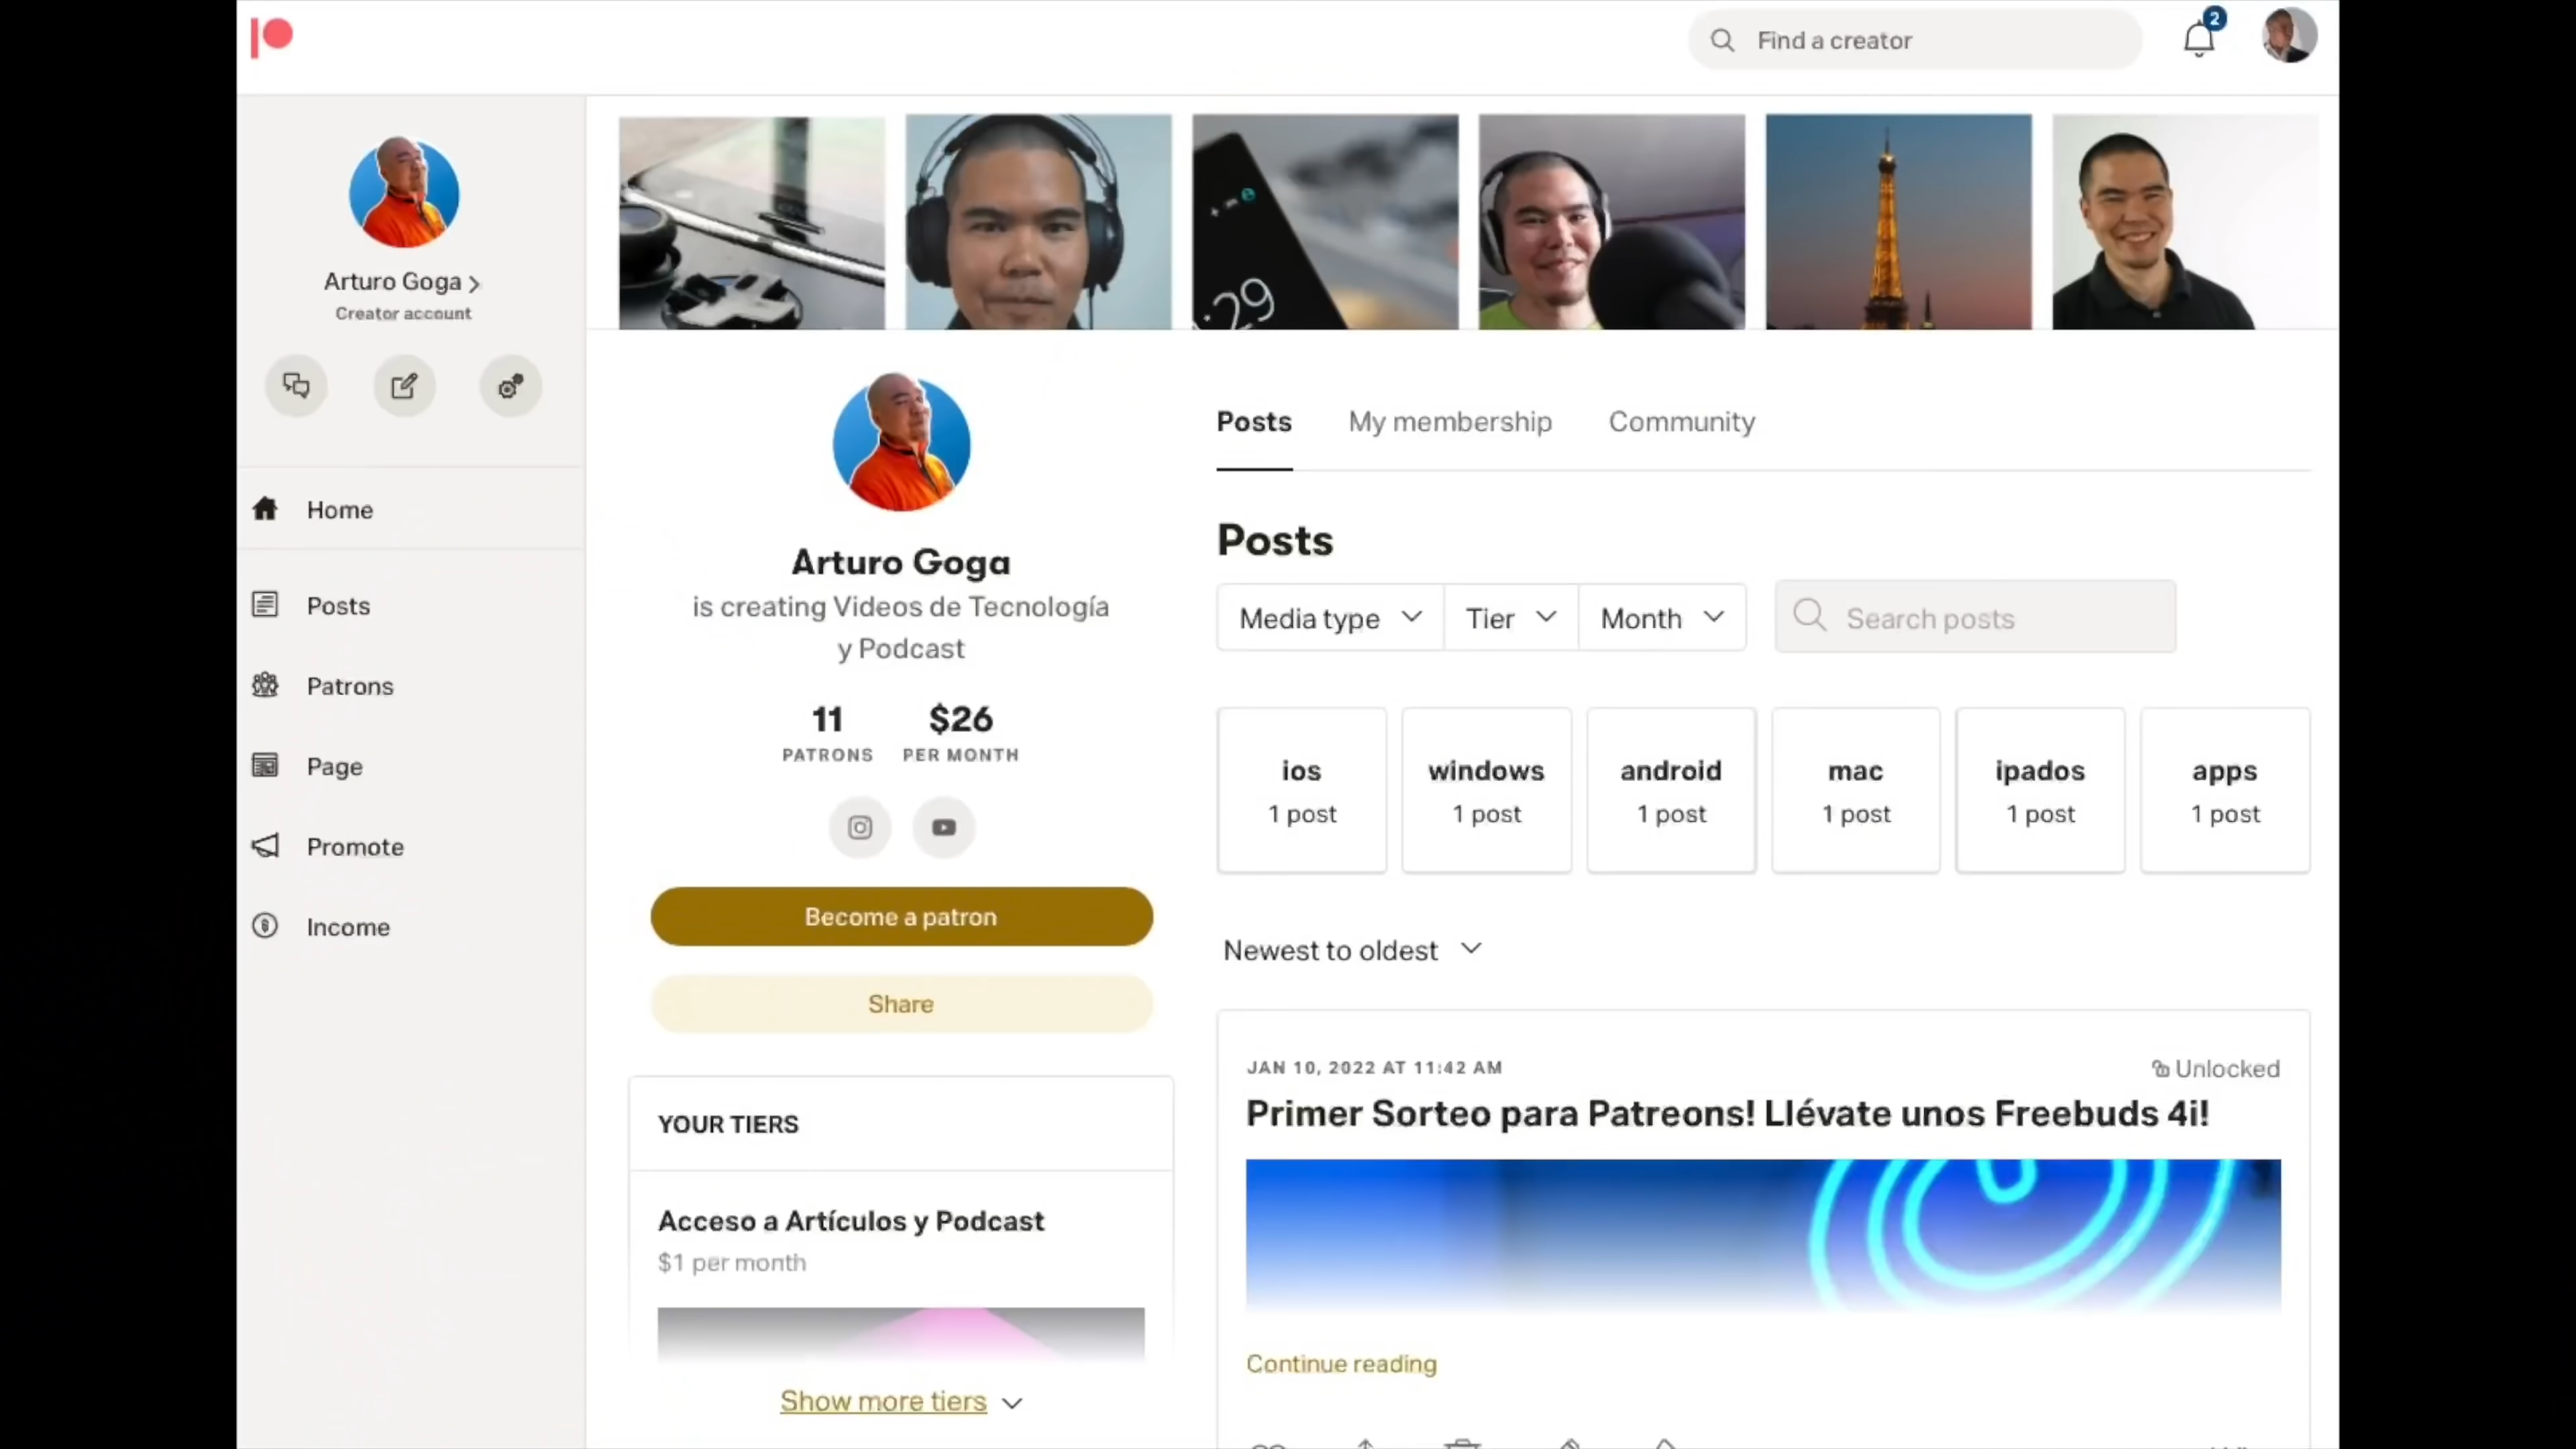 Find a creator
2
Arturo Goga
Creator account
Home
Posts
Patrons
Page
Promote
Income
:29
Arturo Goga
is creating Videos de Tecnología
y Podcast
11
PATRONS
$26
PER MONTH
Become a patron
Share
YOUR TIERS
Acceso a Artículos y Podcast
$1 per month
Show more tiers
Posts
My membership
Community
Posts
Media type
Tier
Month
Search posts
ios
1 post
windows
1 post
android
1 post
mac
1 post
ipados
1 post
apps
1 post
Newest to oldest
JAN 10, 2022 AT 11:42 AM
Unlocked
Primer Sorteo para Patreons! Llévate unos Freebuds 4i!
Continue reading